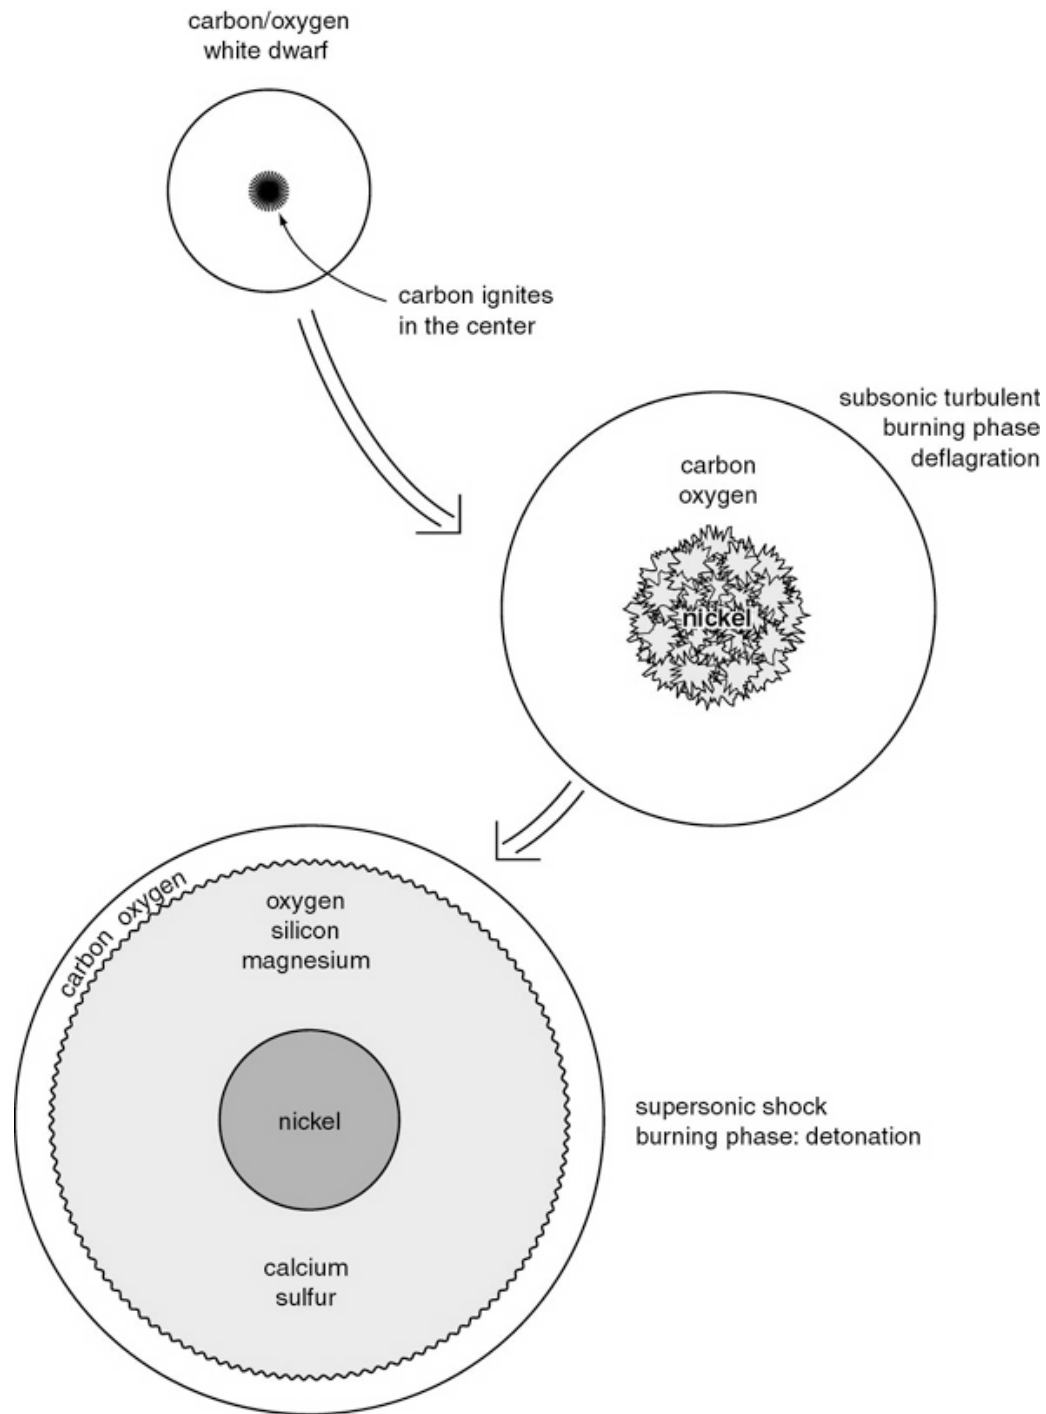 carbon/oxygen
white dwarf
carbon ignites
in the center
subsonic turbulent
burning phase
deflagration
carbon
oxygen
nickel
carbon oxygen
oxygen
silicon
magnesium
nickel
supersonic shock
burning phase: detonation
calcium
sulfur